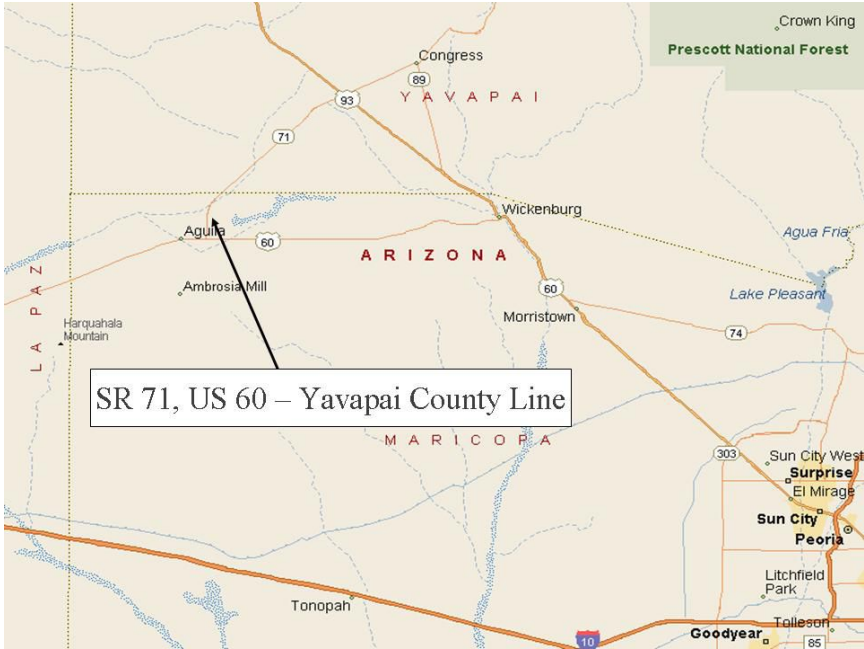 Crown King
Prescott National Forest
Congress
89
YAVAPAI
93
71
Wickenburg
Aguila
60
ARIZONA
Agua Fria
LA PAZ
Ambrosia Mill
60
Lake Pleasant
Harquahala
Mountain
Morristown
74
SR 71, US 60 – Yavapai County Line
MARICOPA
303
Sun City West
Surprise
El Mirage
Sun City
Peoria
Litchfield
Park
Tonopah
Tolleson
Goodyear
10
85